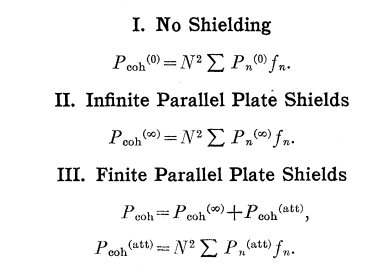 I. No Shielding
P_coh^(0) = N² ∑ P_n^(0) f_n.
II. Infinite Parallel Plate Shields
P_coh^(∞) = N² ∑ P_n^(∞) f_n.
III. Finite Parallel Plate Shields
P_coh = P_coh^(∞) + P_coh^(att),
P_coh^(att) = N² ∑ P_n^(att) f_n.